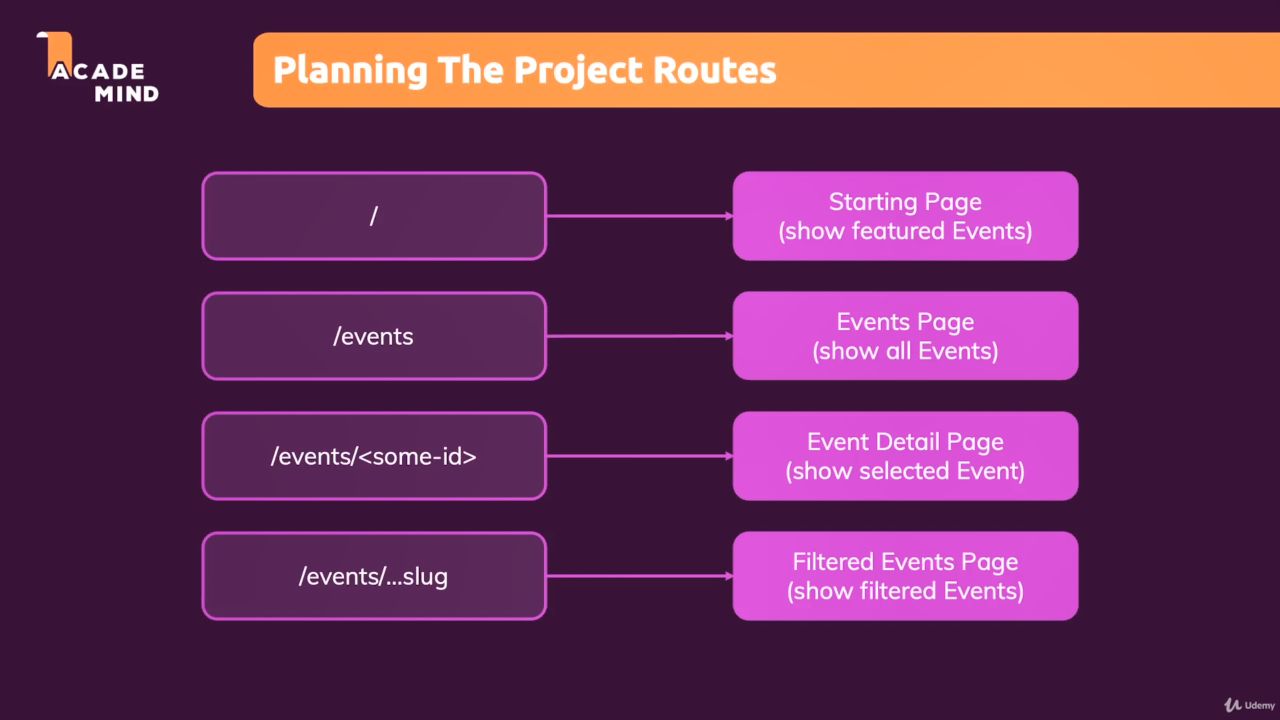 ACADE
MIND
Planning The Project Routes
/
Starting Page
(show featured Events)
/events
Events Page
(show all Events)
/events/<some-id>
Event Detail Page
(show selected Event)
/events/...slug
Filtered Events Page
(show filtered Events)
Udemy